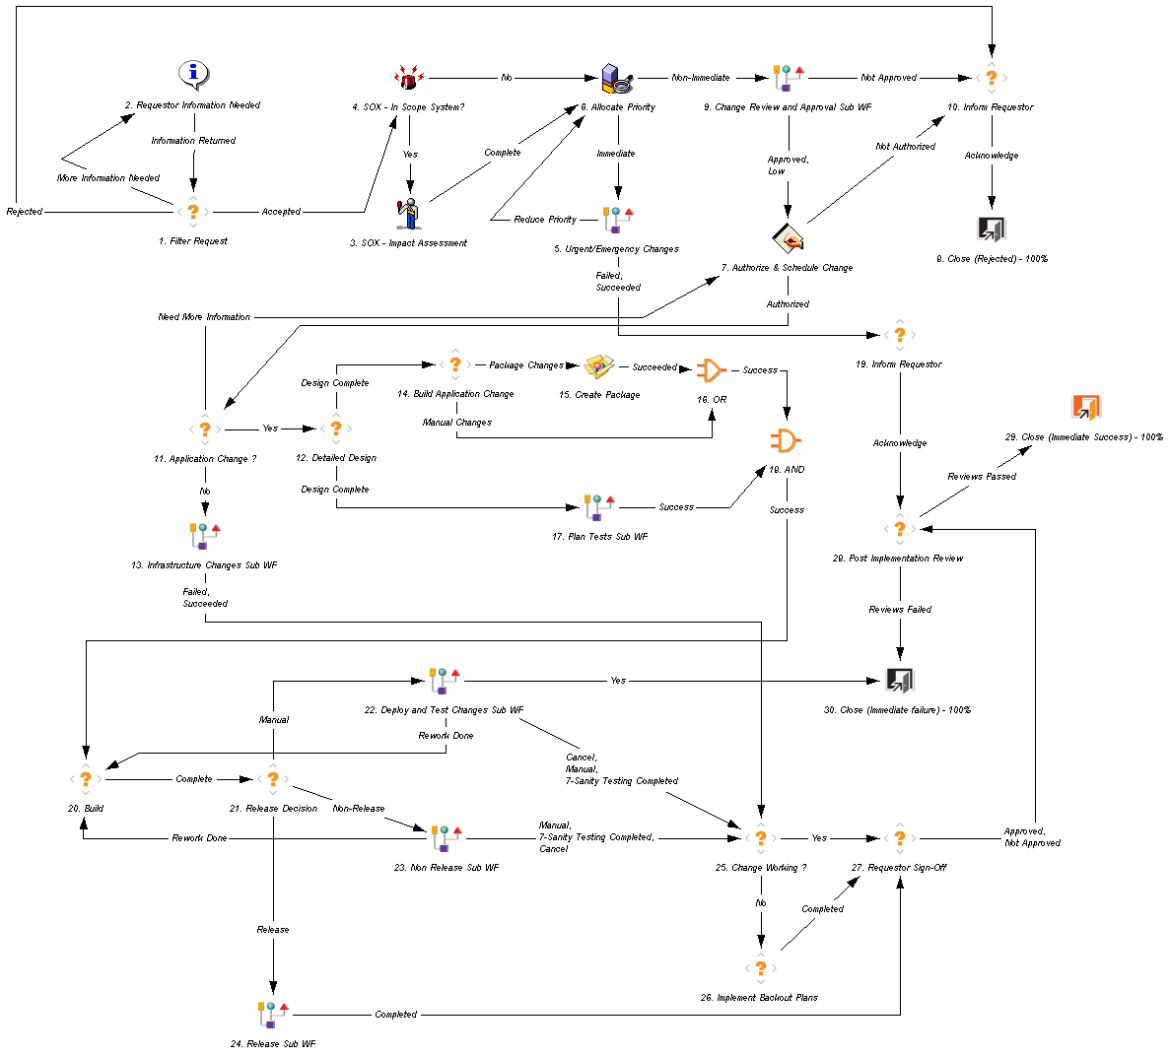 2. Requestor Information Needed
Information Returned
More Information Needed
Rejected
Accepted
1. Filter Request
4. SOX - In Scope System?
No
Yes
Complete
3. SOX - Impact Assessment
6. Allocate Priority
Non-Immediate
Immediate
Reduce Priority
5. Urgent/Emergency Changes
Failed,
Succeeded
9. Change Review and Approval Sub WF
Not Approved
Approved,
Low
Not Authorized
7. Authorize & Schedule Change
Authorized
10. Inform Requestor
Acknowledge
8. Close (Rejected) - 100%
Need More Information
19. Inform Requestor
Design Complete
14. Build Application Change
Package Changes
15. Create Package
Succeeded
16. OR
Success
Manual Changes
11. Application Change ?
Yes
12. Detailed Design
Design Complete
18. AND
Success
17. Plan Tests Sub WF
Success
Acknowledge
29. Close (Immediate Success) - 100%
Reviews Passed
28. Post Implementation Review
No
13. Infrastructure Changes Sub WF
Failed,
Succeeded
Reviews Failed
30. Close (Immediate failure) - 100%
22. Deploy and Test Changes Sub WF
Yes
Manual
Rework Done
Cancel,
Manual,
7-Sanity Testing Completed
20. Build
Complete
21. Release Decision
Non-Release
Rework Done
23. Non Release Sub WF
Manual,
7-Sanity Testing Completed,
Cancel
25. Change Working ?
Yes
27. Requestor Sign-Off
Approved,
Not Approved
No
Completed
26. Implement Backout Plans
Release
24. Release Sub WF
Completed